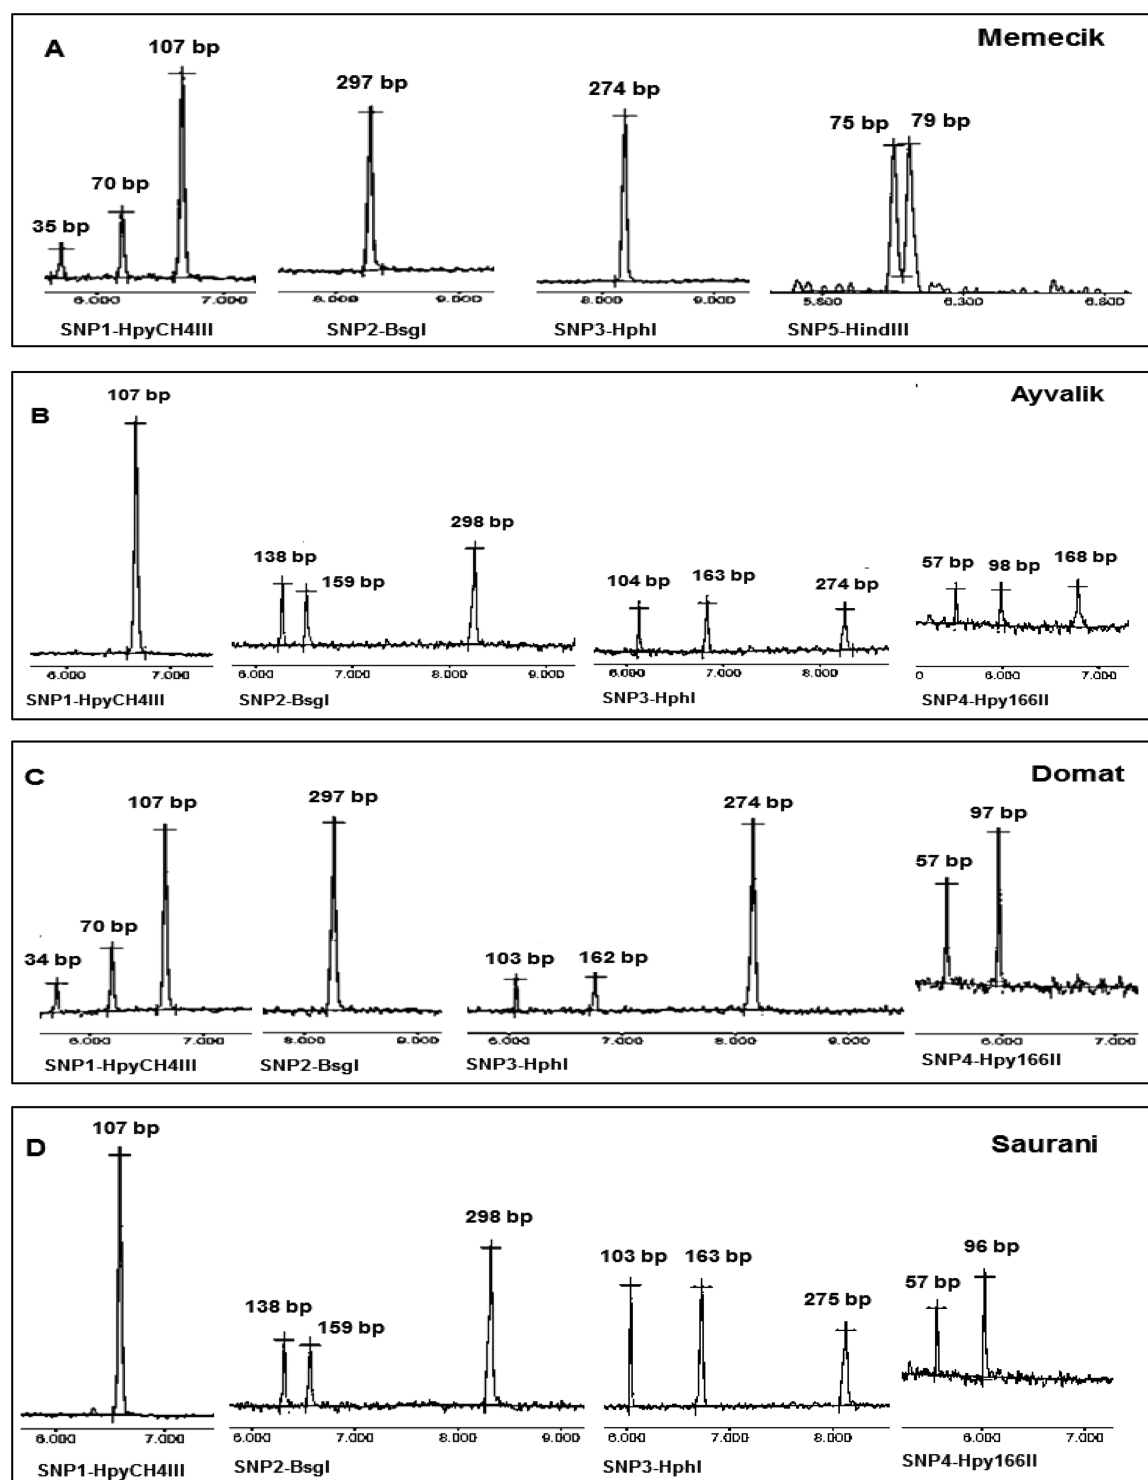 A
Memecik
107 bp
70 bp
35 bp
297 bp
274 bp
75 bp
79 bp
6.000 7.000
8.000 9.000
8.000 9.000
5.800 6.300 6.800
SNP1-HpyCH4III
SNP2-BsgI
SNP3-HphI
SNP5-HindIII
B
Ayvalik
107 bp
138 bp
159 bp
298 bp
104 bp
163 bp
274 bp
57 bp
98 bp
168 bp
6.000 7.000
6.000 7.000 8.000 9.000
6.000 7.000 8.000
0 6.000 7.000
SNP1-HpyCH4III
SNP2-BsgI
SNP3-HphI
SNP4-Hpy166II
C
Domat
107 bp
70 bp
34 bp
297 bp
103 bp
162 bp
274 bp
57 bp
97 bp
6.000 7.000
8.000 9.000
6.000 7.000 8.000 9.000
6.000 7.000
SNP1-HpyCH4III
SNP2-BsgI
SNP3-HphI
SNP4-Hpy166II
D
Saurani
107 bp
138 bp
159 bp
298 bp
103 bp
163 bp
275 bp
57 bp
96 bp
6.000 7.000
6.000 7.000 8.000 9.000
6.000 7.000 8.000
6.000 7.000
SNP1-HpyCH4III
SNP2-BsgI
SNP3-HphI
SNP4-Hpy166II